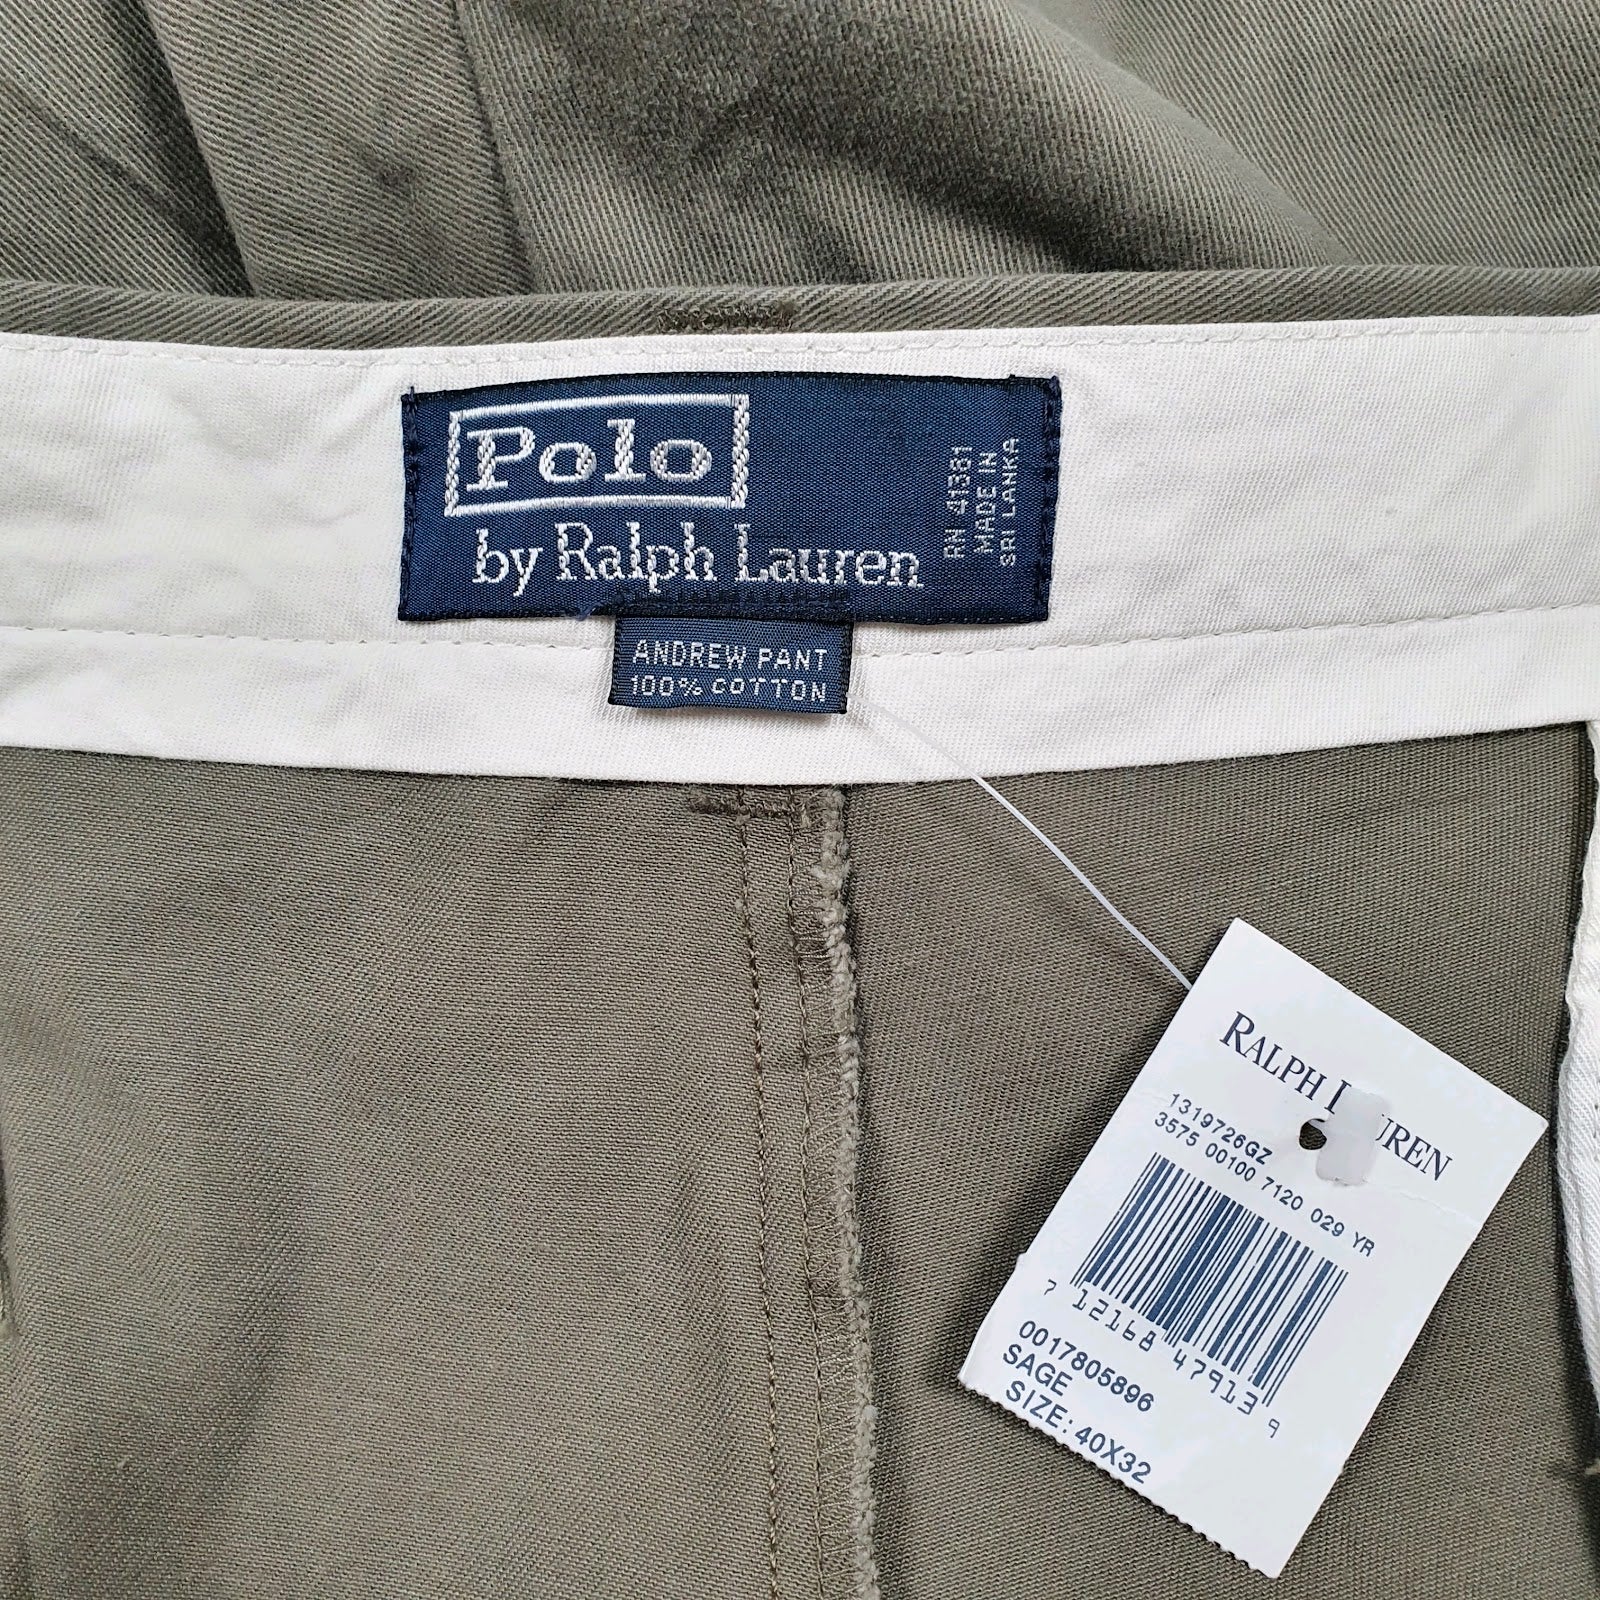 Polo
by Ralph Lauren
RN 41381
MADE IN
SRI LANKA
ANDREW PANT
100% COTTON
RALPH L UREN
1319726GZ
3575 00100 7120 029 YR
7 12168 47913 9
0017805896
SAGE
SIZE: 40X32